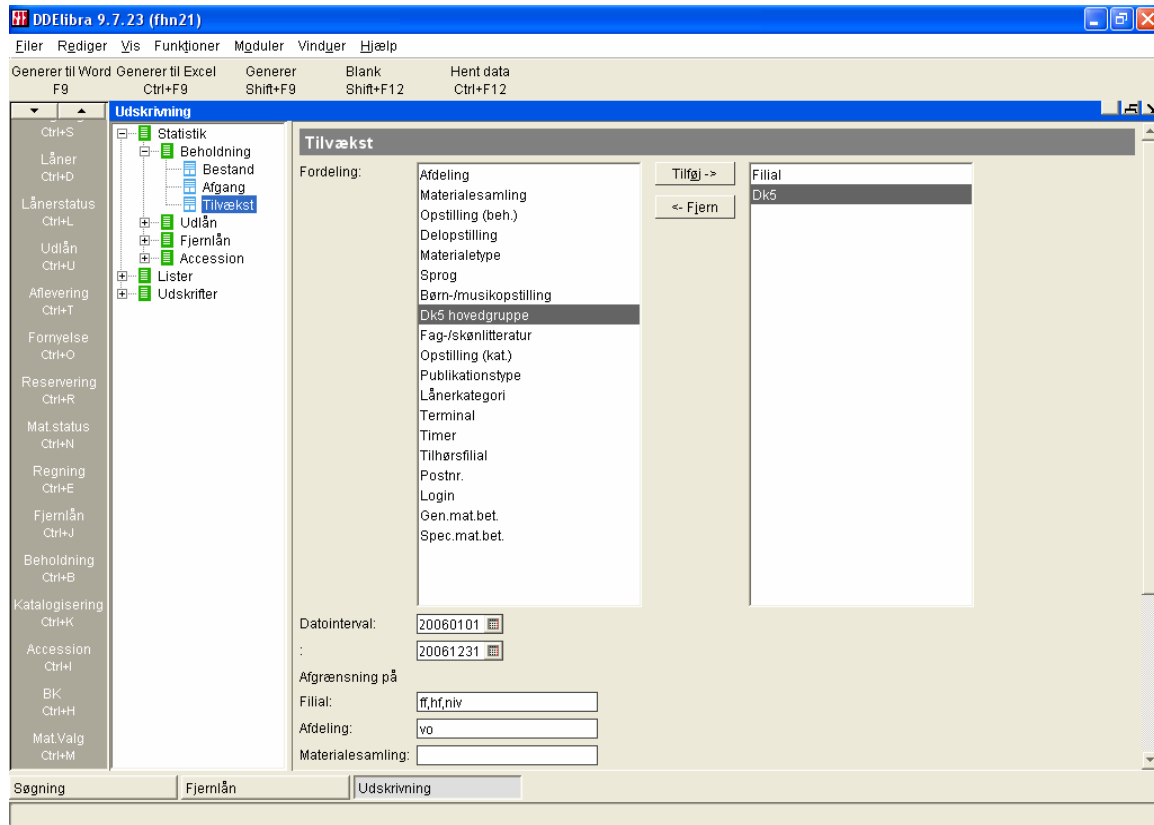 DDElibra 9.7.23 (fhn21)
Filer Rediger Vis Funktioner Moduler Vinduer Hjælp
Generer til Word Generer til Excel Generer Blank Hent data
F9 Ctrl+F9 Shift+F9 Shift+F12 Ctrl+F12
Udskrivning
Ctrl+S
Låner
Ctrl+D
Lånerstatus
Ctrl+L
Udlån
Ctrl+U
Aflevering
Ctrl+T
Fornyelse
Ctrl+O
Reservering
Ctrl+R
Mat.status
Ctrl+N
Regning
Ctrl+E
Fjernlån
Ctrl+J
Beholdning
Ctrl+B
Katalogisering
Ctrl+K
Accession
Ctrl+I
BK
Ctrl+H
Mat.Valg
Ctrl+M
Statistik
Beholdning
Bestand
Afgang
Tilvækst
Udlån
Fjernlån
Accession
Lister
Udskrifter
Tilvækst
Fordeling:
Afdeling
Materialesamling
Opstilling (beh.)
Delopstilling
Materialetype
Sprog
Børn-/musikopstilling
Dk5 hovedgruppe
Fag-/skønlitteratur
Opstilling (kat.)
Publikationstype
Lånerkategori
Terminal
Timer
Tilhørsfilial
Postnr.
Login
Gen.mat.bet.
Spec.mat.bet.
Tilføj ->
<- Fjern
Filial
Dk5
Datointerval: 20060101
: 20061231
Afgrænsning på
Filial: ff,hf,niv
Afdeling: vo
Materialesamling:
Søgning Fjernlån Udskrivning